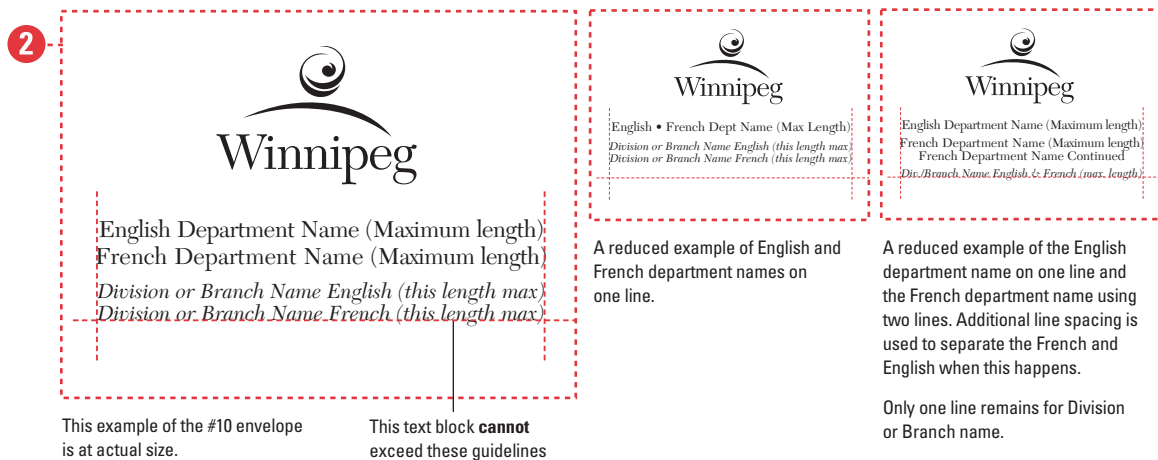 2
Winnipeg
English Department Name (Maximum length)
French Department Name (Maximum length)
Division or Branch Name English (this length max)
Division or Branch Name French (this length max)
This example of the #10 envelope
is at actual size.
This text block cannot
exceed these guidelines
Winnipeg
English • French Dept Name (Max Length)
Division or Branch Name English (this length max)
Division or Branch Name French (this length max)
A reduced example of English and
French department names on
one line.
Winnipeg
English Department Name (Maximum length)
French Department Name (Maximum length)
French Department Name Continued
Div./Branch Name English & French (max. length)
A reduced example of the English
department name on one line and
the French department name using
two lines. Additional line spacing is
used to separate the French and
English when this happens.
Only one line remains for Division
or Branch name.